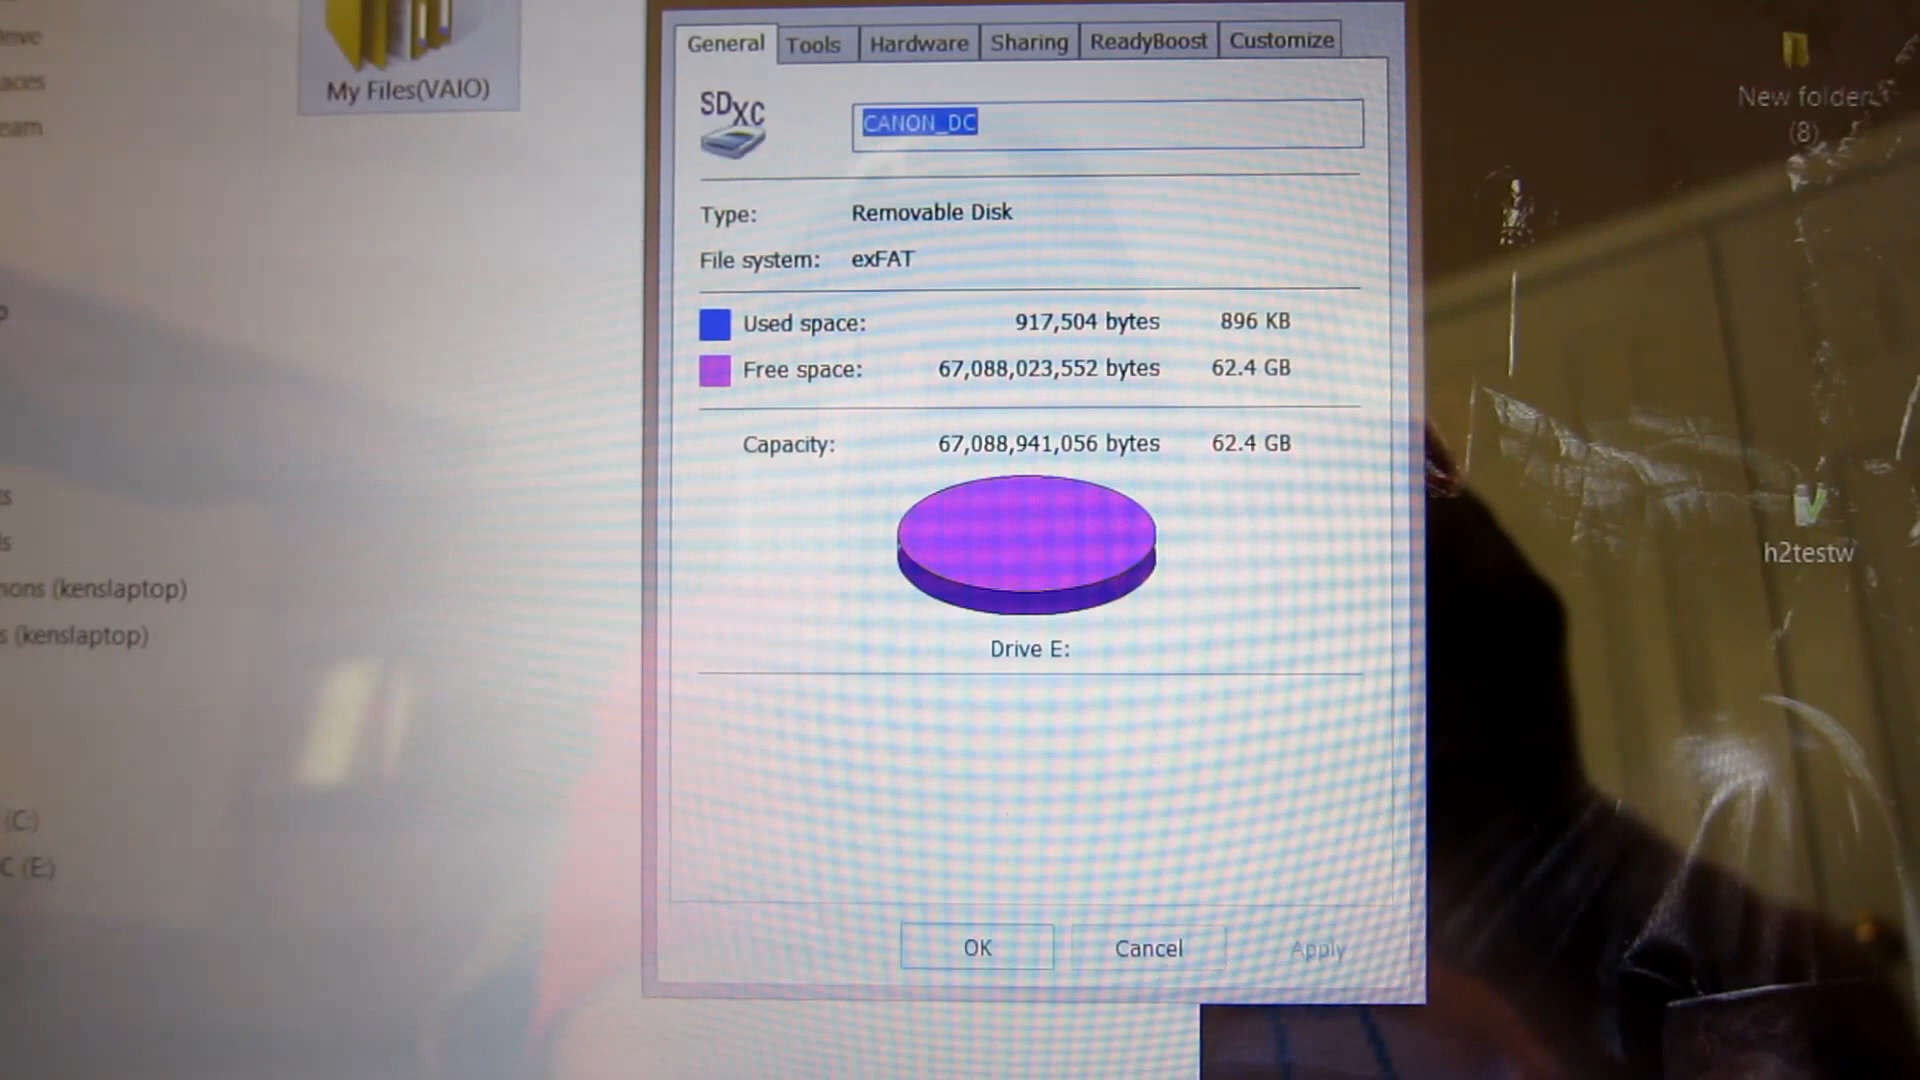 My Files(VAIO)
General Tools Hardware Sharing ReadyBoost Customize
SDXC
CANON_DC
Type: Removable Disk
File system: exFAT
Used space: 917,504 bytes 896 KB
Free space: 67,088,023,552 bytes 62.4 GB
Capacity: 67,088,941,056 bytes 62.4 GB
Drive E:
OK Cancel Apply
New folder
(8)
h2testw
(kenslaptop)
(kenslaptop)
(C:)
C (E:)